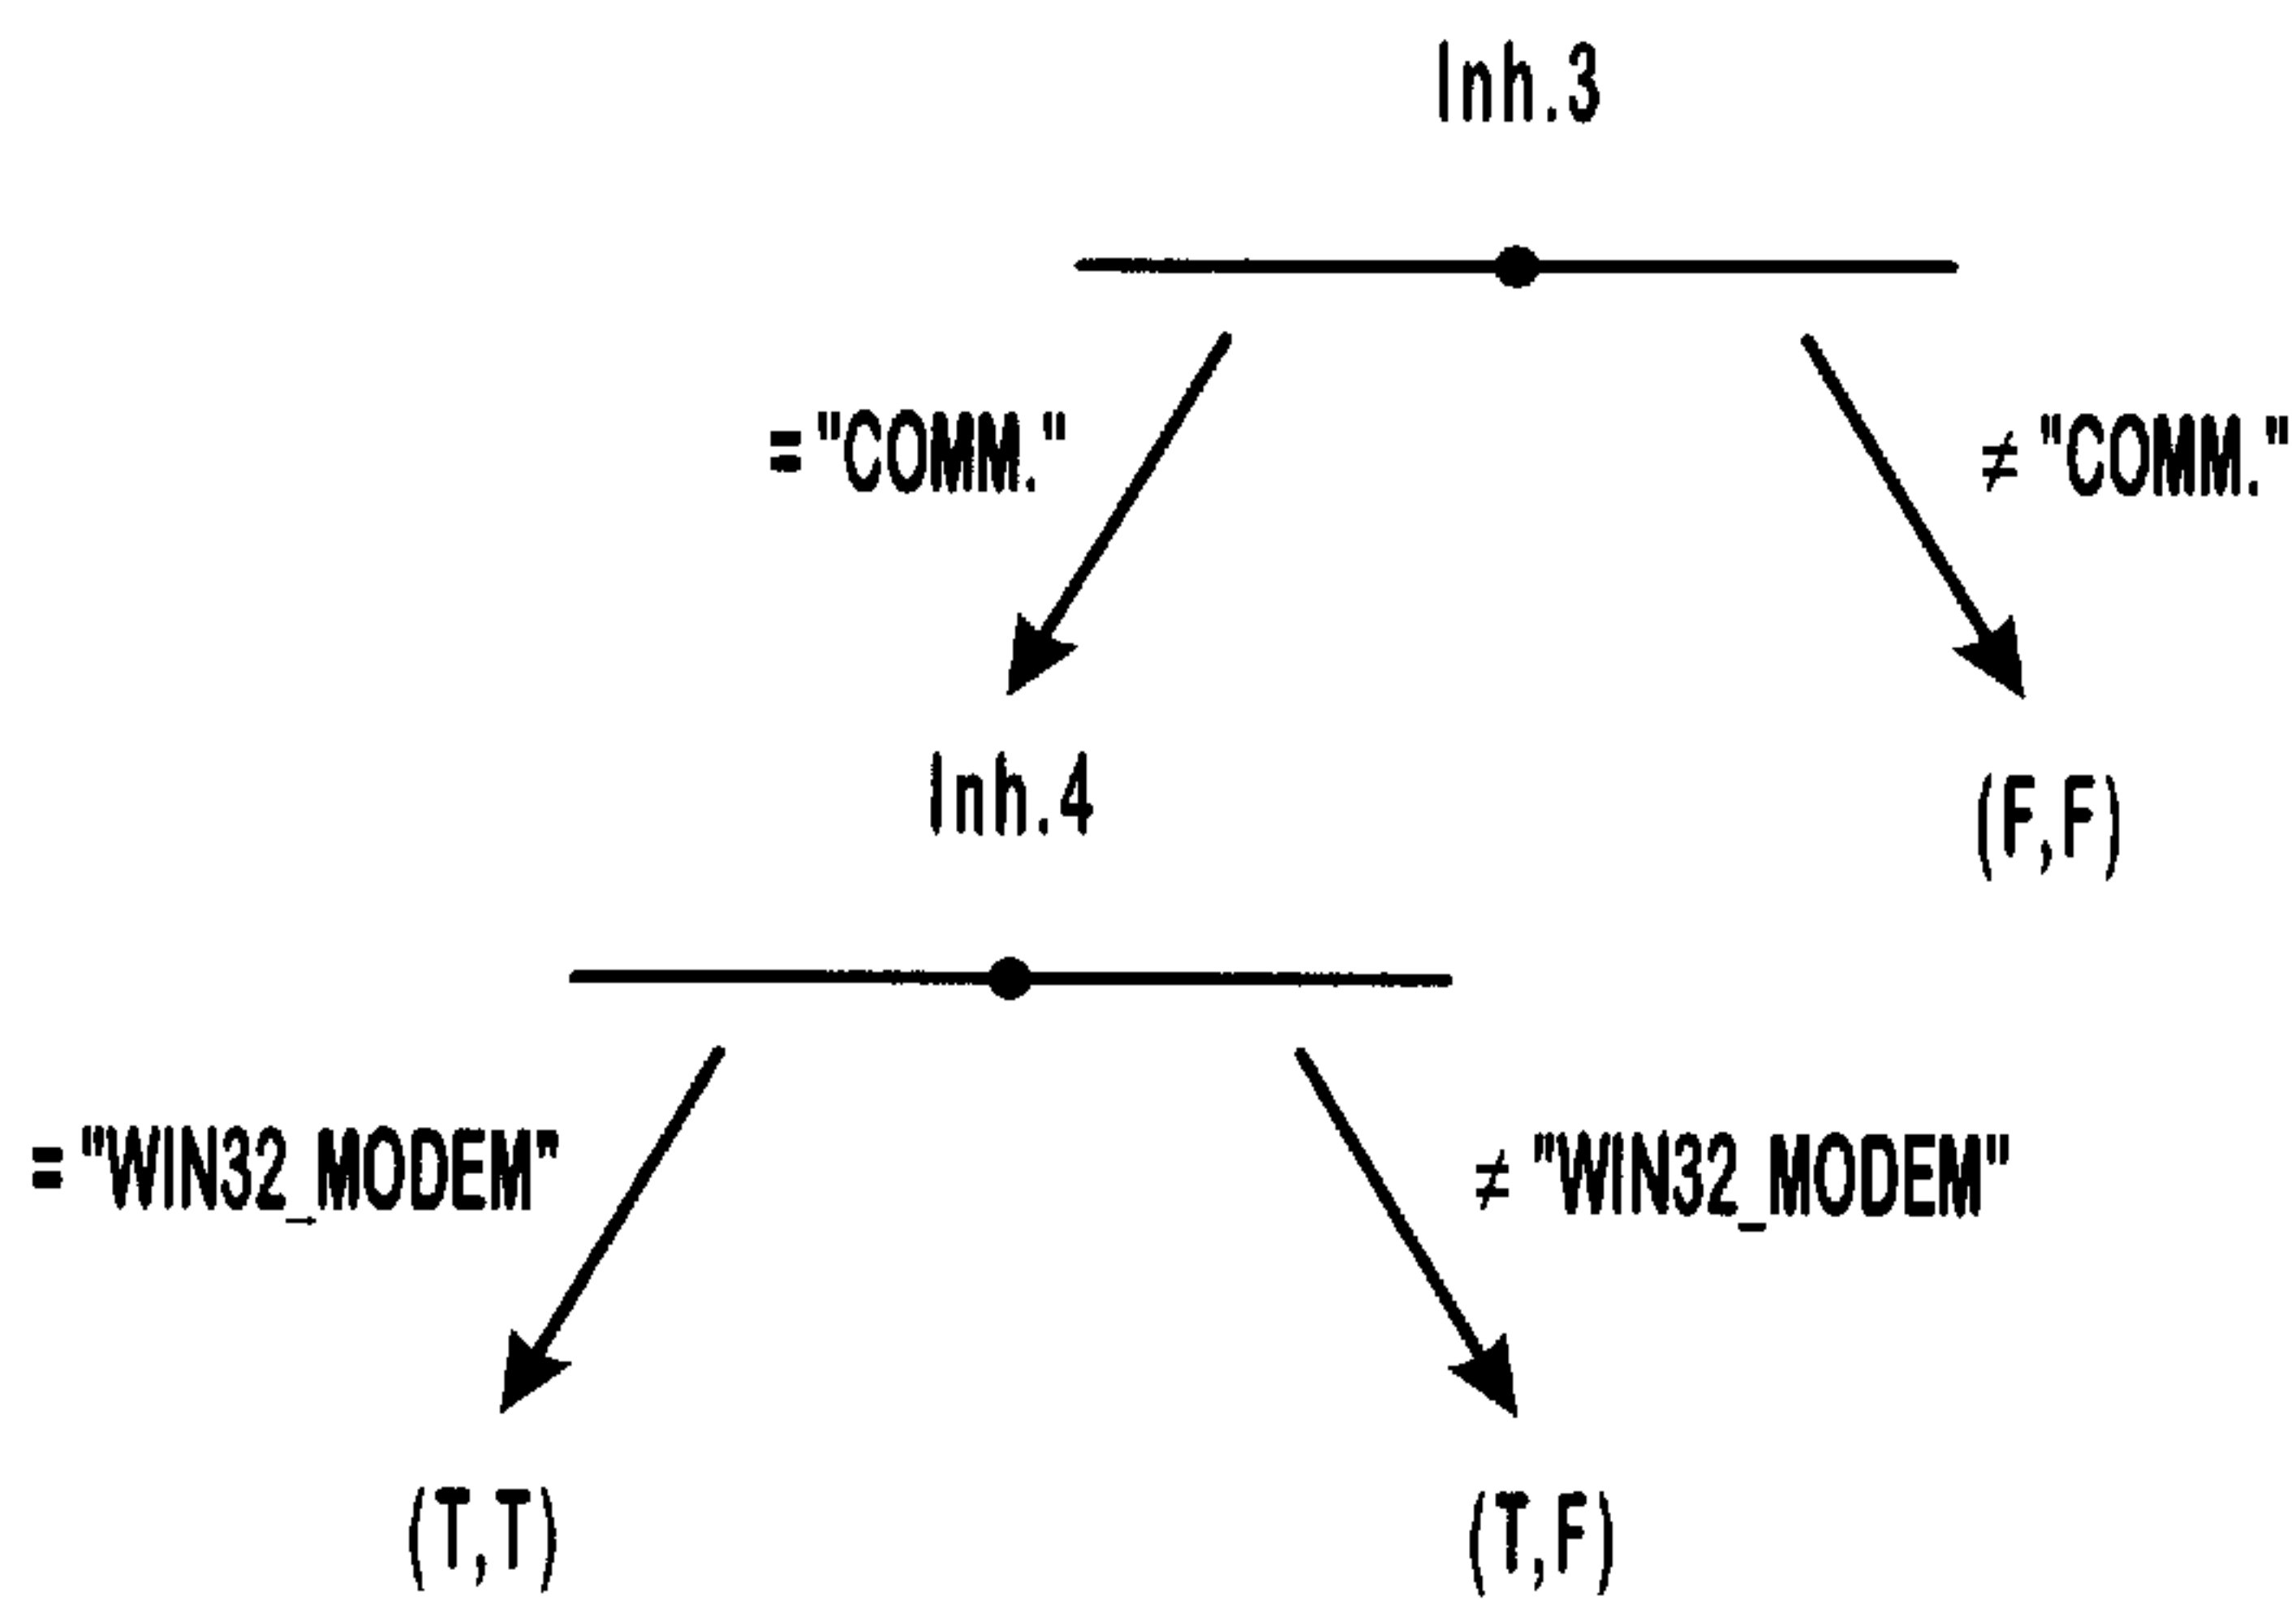 Inh.3
="COMM."
≠ "COMM."
Inh.4
(F,F)
= "WIN32_MODEM"
≠ "WIN32_MODEM"
(T,T)
(T,F)